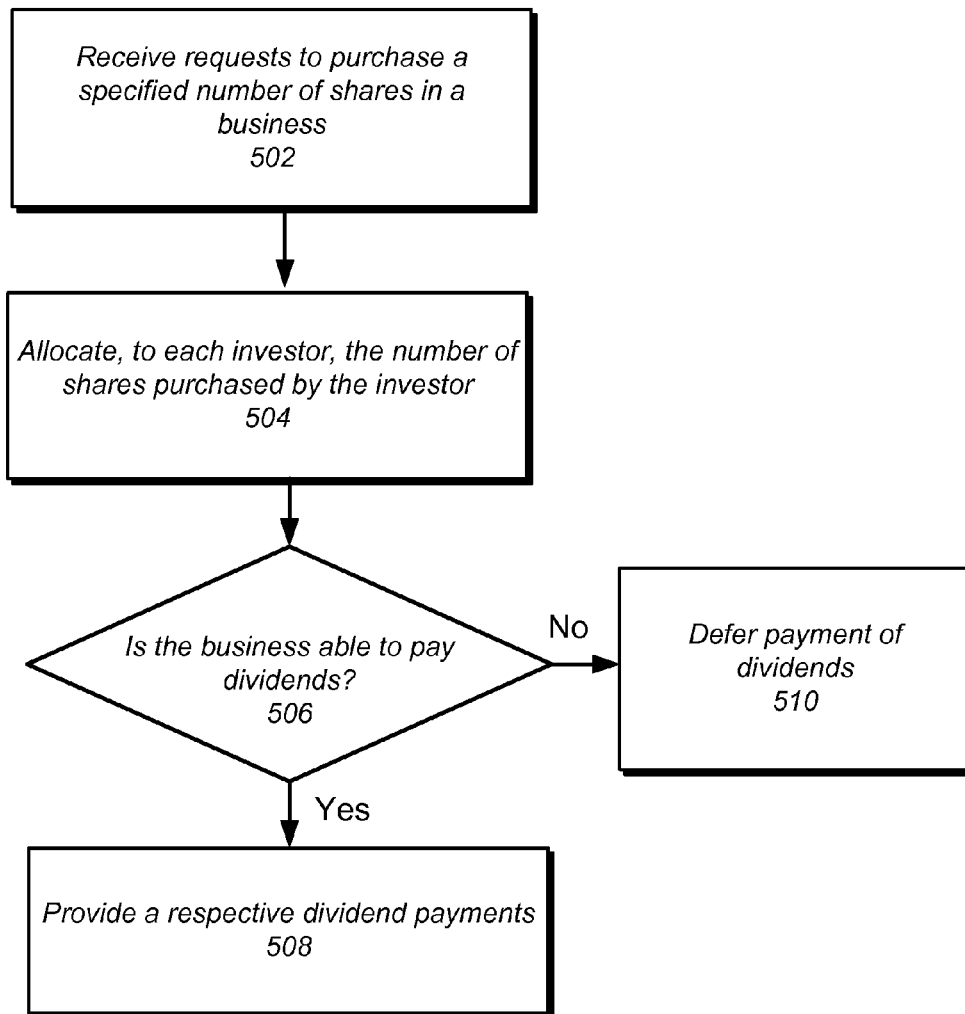 Receive requests to purchase a
specified number of shares in a
business
502
Allocate, to each investor, the number of
shares purchased by the investor
504
Is the business able to pay
dividends?
506
No
Defer payment of
dividends
510
Yes
Provide a respective dividend payments
508